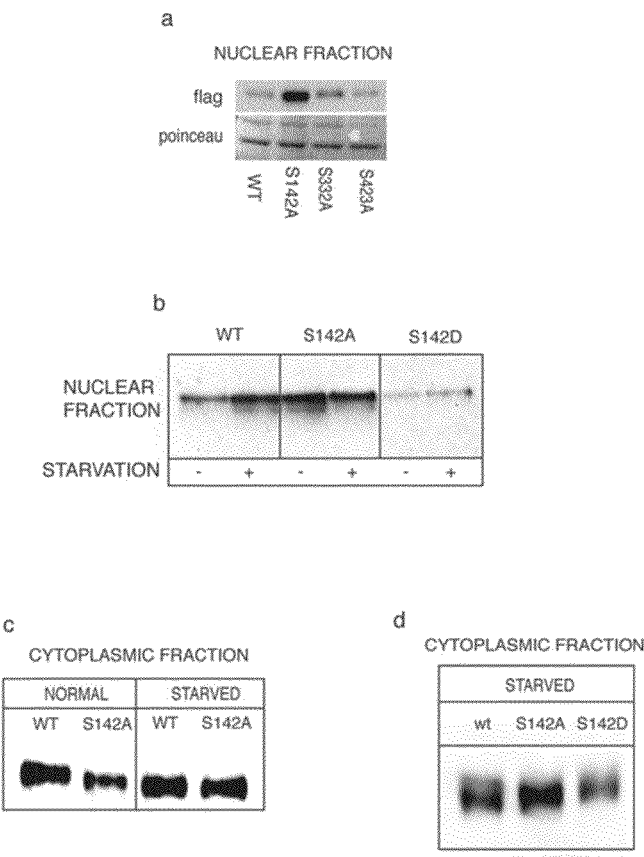 a
NUCLEAR FRACTION
flag
poinceau
WT S142A S332A S423A
b
WT S142A S142D
NUCLEAR
FRACTION
STARVATION - + - + - +
c
CYTOPLASMIC FRACTION
NORMAL STARVED
WT S142A WT S142A
d
CYTOPLASMIC FRACTION
STARVED
wt S142A S142D